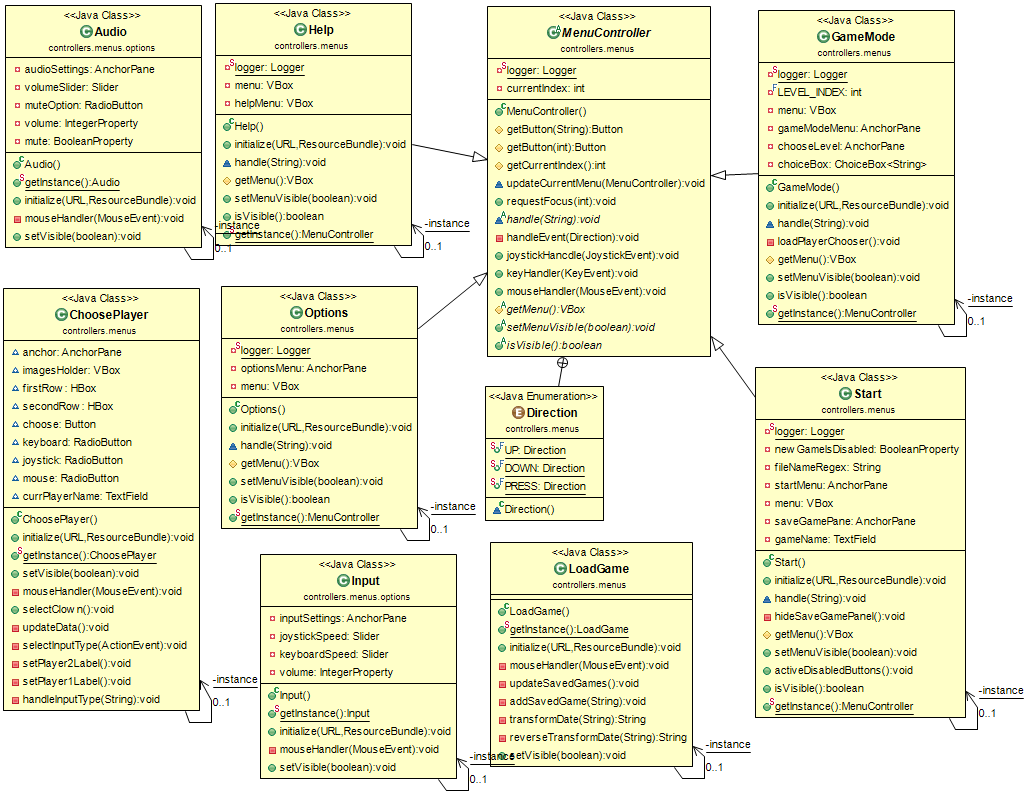 <<Java Class>>
Audio
controllers.menus.options
audioSettings: AnchorPane
volumeSlider: Slider
muteOption: RadioButton
volume: IntegerProperty
mute: BooleanProperty
Audio()
getInstance():Audio
initialize(URL,ResourceBundle):void
mouseHandler(MouseEvent):void
setVisible(boolean):void
-instance
0..1
<<Java Class>>
Help
controllers.menus
logger: Logger
menu: VBox
helpMenu: VBox
Help()
initialize(URL,ResourceBundle):void
handle(String):void
getMenu():VBox
setMenuVisible(boolean):void
isVisible():boolean
getInstance():MenuController
-instance
0..1
<<Java Class>>
MenuController
controllers.menus
logger: Logger
currentIndex: int
MenuController()
getButton(String):Button
getButton(int):Button
getCurrentIndex():int
updateCurrentMenu(MenuController):void
requestFocus(int):void
handle(String):void
handleEvent(Direction):void
joystickHancdle(JoystickEvent):void
keyHandler(KeyEvent):void
mouseHandler(MouseEvent):void
getMenu():VBox
setMenuVisible(boolean):void
isVisible():boolean
<<Java Class>>
GameMode
controllers.menus
logger: Logger
LEVEL_INDEX: int
menu: VBox
gameModeMenu: AnchorPane
chooseLevel: AnchorPane
choiceBox: ChoiceBox<String>
GameMode()
initialize(URL,ResourceBundle):void
handle(String):void
loadPlayerChooser():void
getMenu():VBox
setMenuVisible(boolean):void
isVisible():boolean
getInstance():MenuController
-instance
0..1
<<Java Class>>
ChoosePlayer
controllers.menus
anchor: AnchorPane
imagesHolder: VBox
firstRow: HBox
secondRow: HBox
choose: Button
keyboard: RadioButton
joystick: RadioButton
mouse: RadioButton
currPlayerName: TextField
ChoosePlayer()
initialize(URL,ResourceBundle):void
getInstance():ChoosePlayer
setVisible(boolean):void
mouseHandler(MouseEvent):void
selectClown():void
updateData():void
selectInputType(ActionEvent):void
setPlayer2Label():void
setPlayer1Label():void
handleInputType(String):void
-instance
0..1
<<Java Class>>
Options
controllers.menus
logger: Logger
optionsMenu: AnchorPane
menu: VBox
Options()
initialize(URL,ResourceBundle):void
handle(String):void
getMenu():VBox
setMenuVisible(boolean):void
isVisible():boolean
getInstance():MenuController
-instance
0..1
<<Java Enumeration>>
Direction
controllers.menus
UP: Direction
DOWN: Direction
PRESS: Direction
Direction()
<<Java Class>>
Start
controllers.menus
logger: Logger
newGameIsDisabled: BooleanProperty
fileNameRegex: String
startMenu: AnchorPane
menu: VBox
saveGamePane: AnchorPane
gameName: TextField
Start()
initialize(URL,ResourceBundle):void
handle(String):void
hideSaveGamePanel():void
getMenu():VBox
setMenuVisible(boolean):void
activeDisabledButtons():void
isVisible():boolean
getInstance():MenuController
-instance
0..1
<<Java Class>>
Input
controllers.menus.options
inputSettings: AnchorPane
joystickSpeed: Slider
keyboardSpeed: Slider
volume: IntegerProperty
Input()
getInstance():Input
initialize(URL,ResourceBundle):void
mouseHandler(MouseEvent):void
setVisible(boolean):void
-instance
0..1
<<Java Class>>
LoadGame
controllers.menus
LoadGame()
getInstance():LoadGame
initialize(URL,ResourceBundle):void
mouseHandler(MouseEvent):void
updateSavedGames():void
addSavedGame(String):void
transformDate(String):String
reverseTransformDate(String):String
setVisible(boolean):void
-instance
0..1